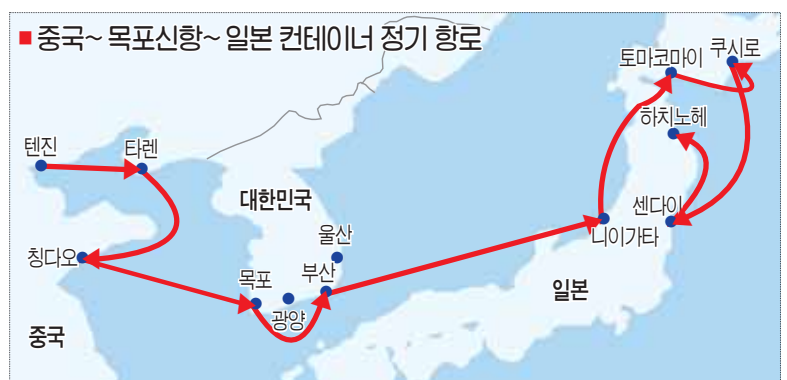 ■ 중국~ 목포신항~ 일본 컨테이너 정기 항로
토마코마이
쿠시로
하치노헤
텐진
타렌
대한민국
센다이
울산
니이가타
칭다오
목포
부산
일본
광양
중국